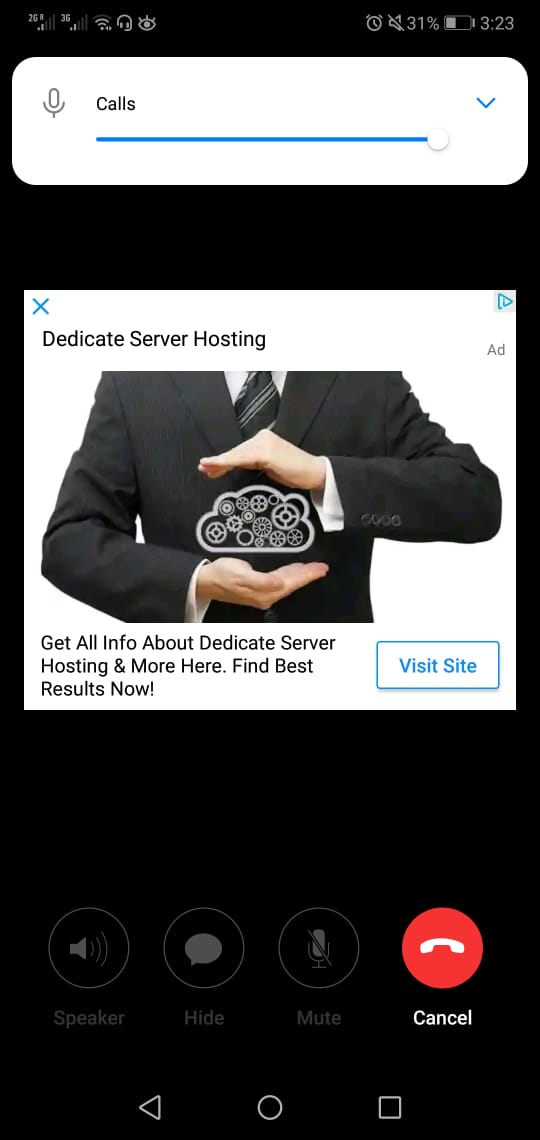 2G R 3G 31% 3:23
Calls
Dedicate Server Hosting
Ad
Get All Info About Dedicate Server
Hosting & More Here. Find Best
Results Now!
Visit Site
Speaker Hide Mute Cancel